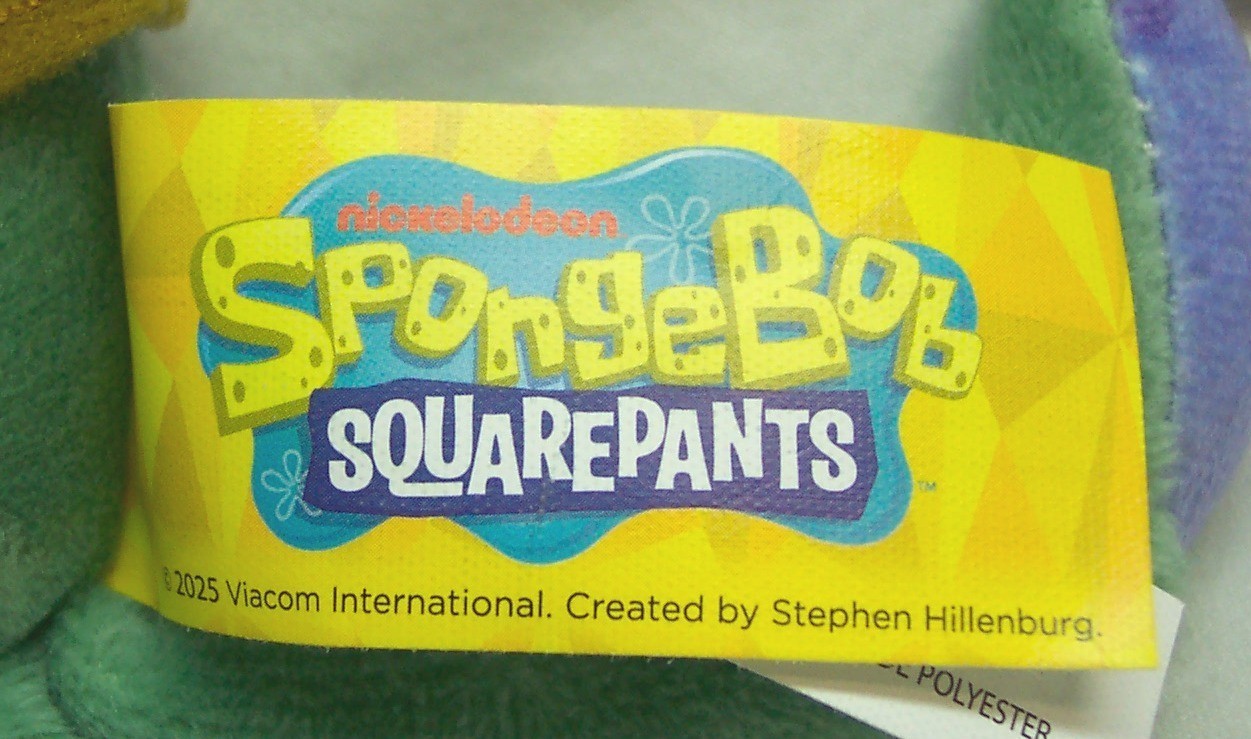 nickelodeon
SpongeBob
SQUAREPANTS
™
© 2025 Viacom International. Created by Stephen Hillenburg.
POLYESTER